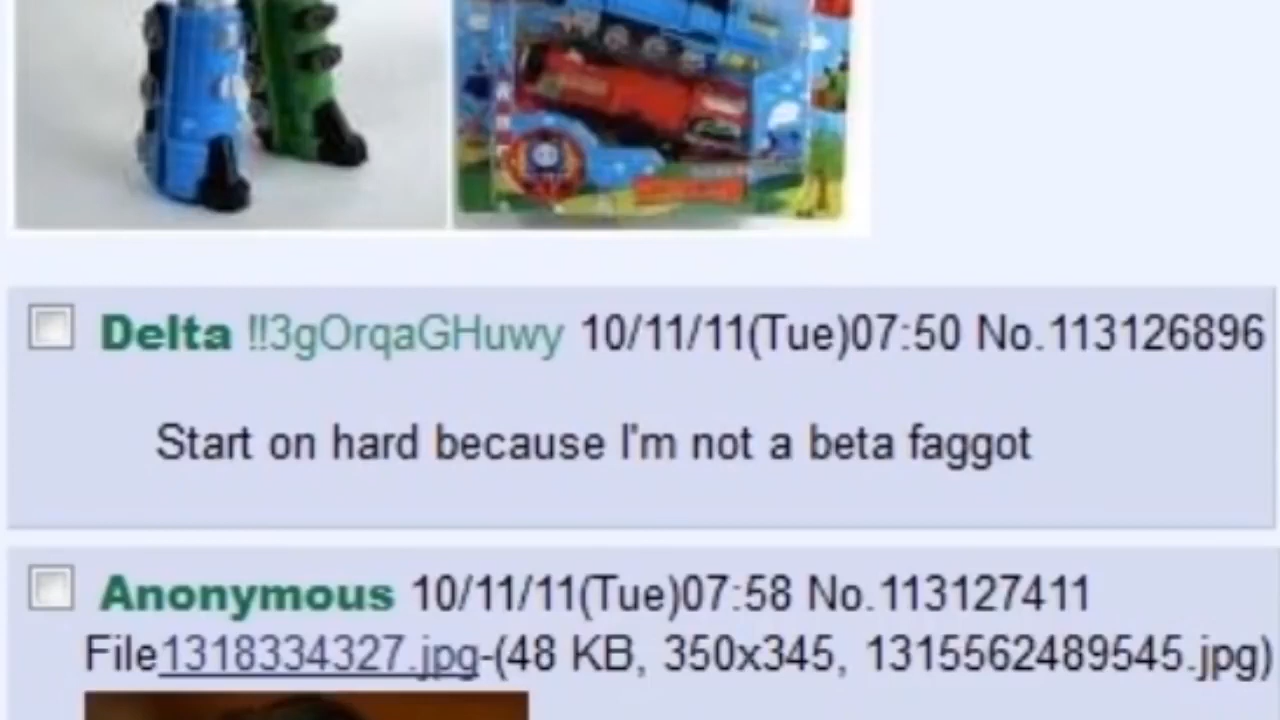 Delta !!3gOrqaGHuwy 10/11/11(Tue)07:50 No.113126896
Start on hard because I'm not a beta faggot
Anonymous 10/11/11(Tue)07:58 No.113127411
File1318334327.jpg-(48 KB, 350x345, 1315562489545.jpg)